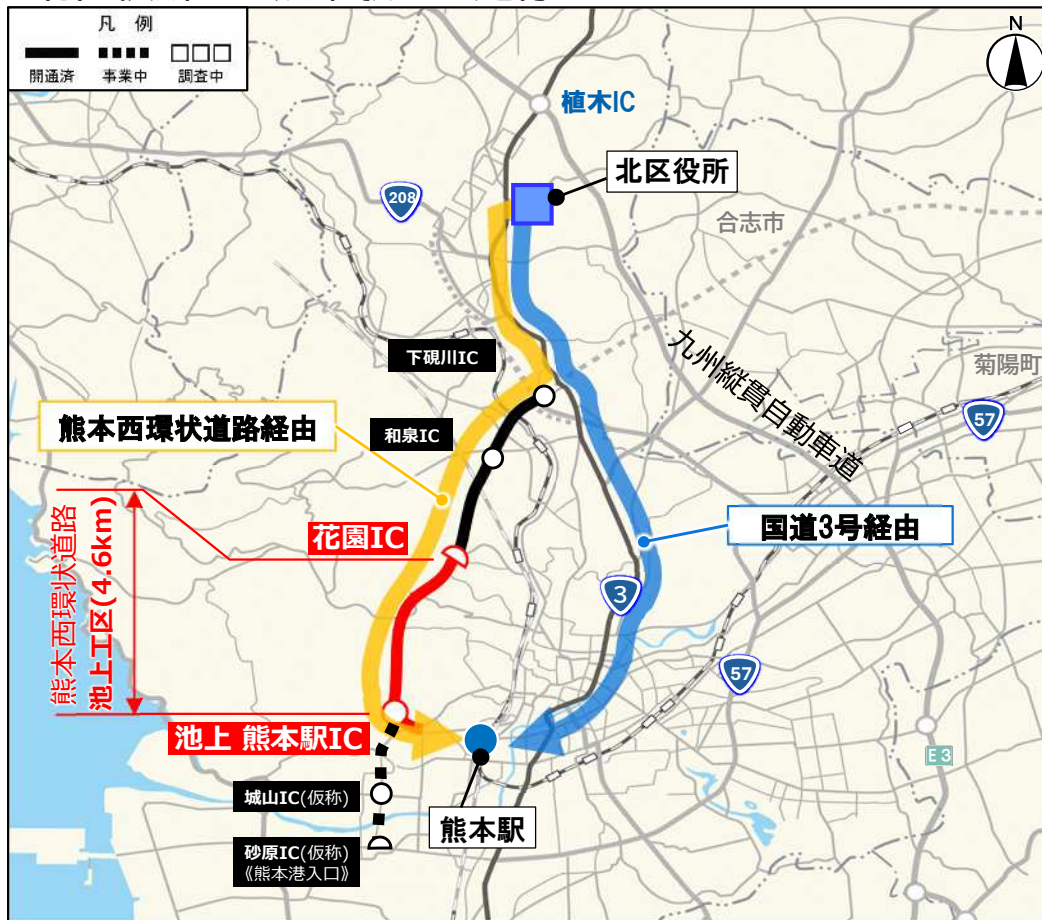 凡 例
開通済 事業中 調査中
N
植木IC
北区役所
208
合志市
九州縦貫自動車道
菊陽町
57
下硯川IC
和泉IC
熊本西環状道路経由
花園IC
国道3号経由
3
熊本西環状道路
池上工区(4.6km)
57
池上 熊本駅IC
E3
城山IC(仮称)
熊本駅
砂原IC(仮称)
《熊本港入口》